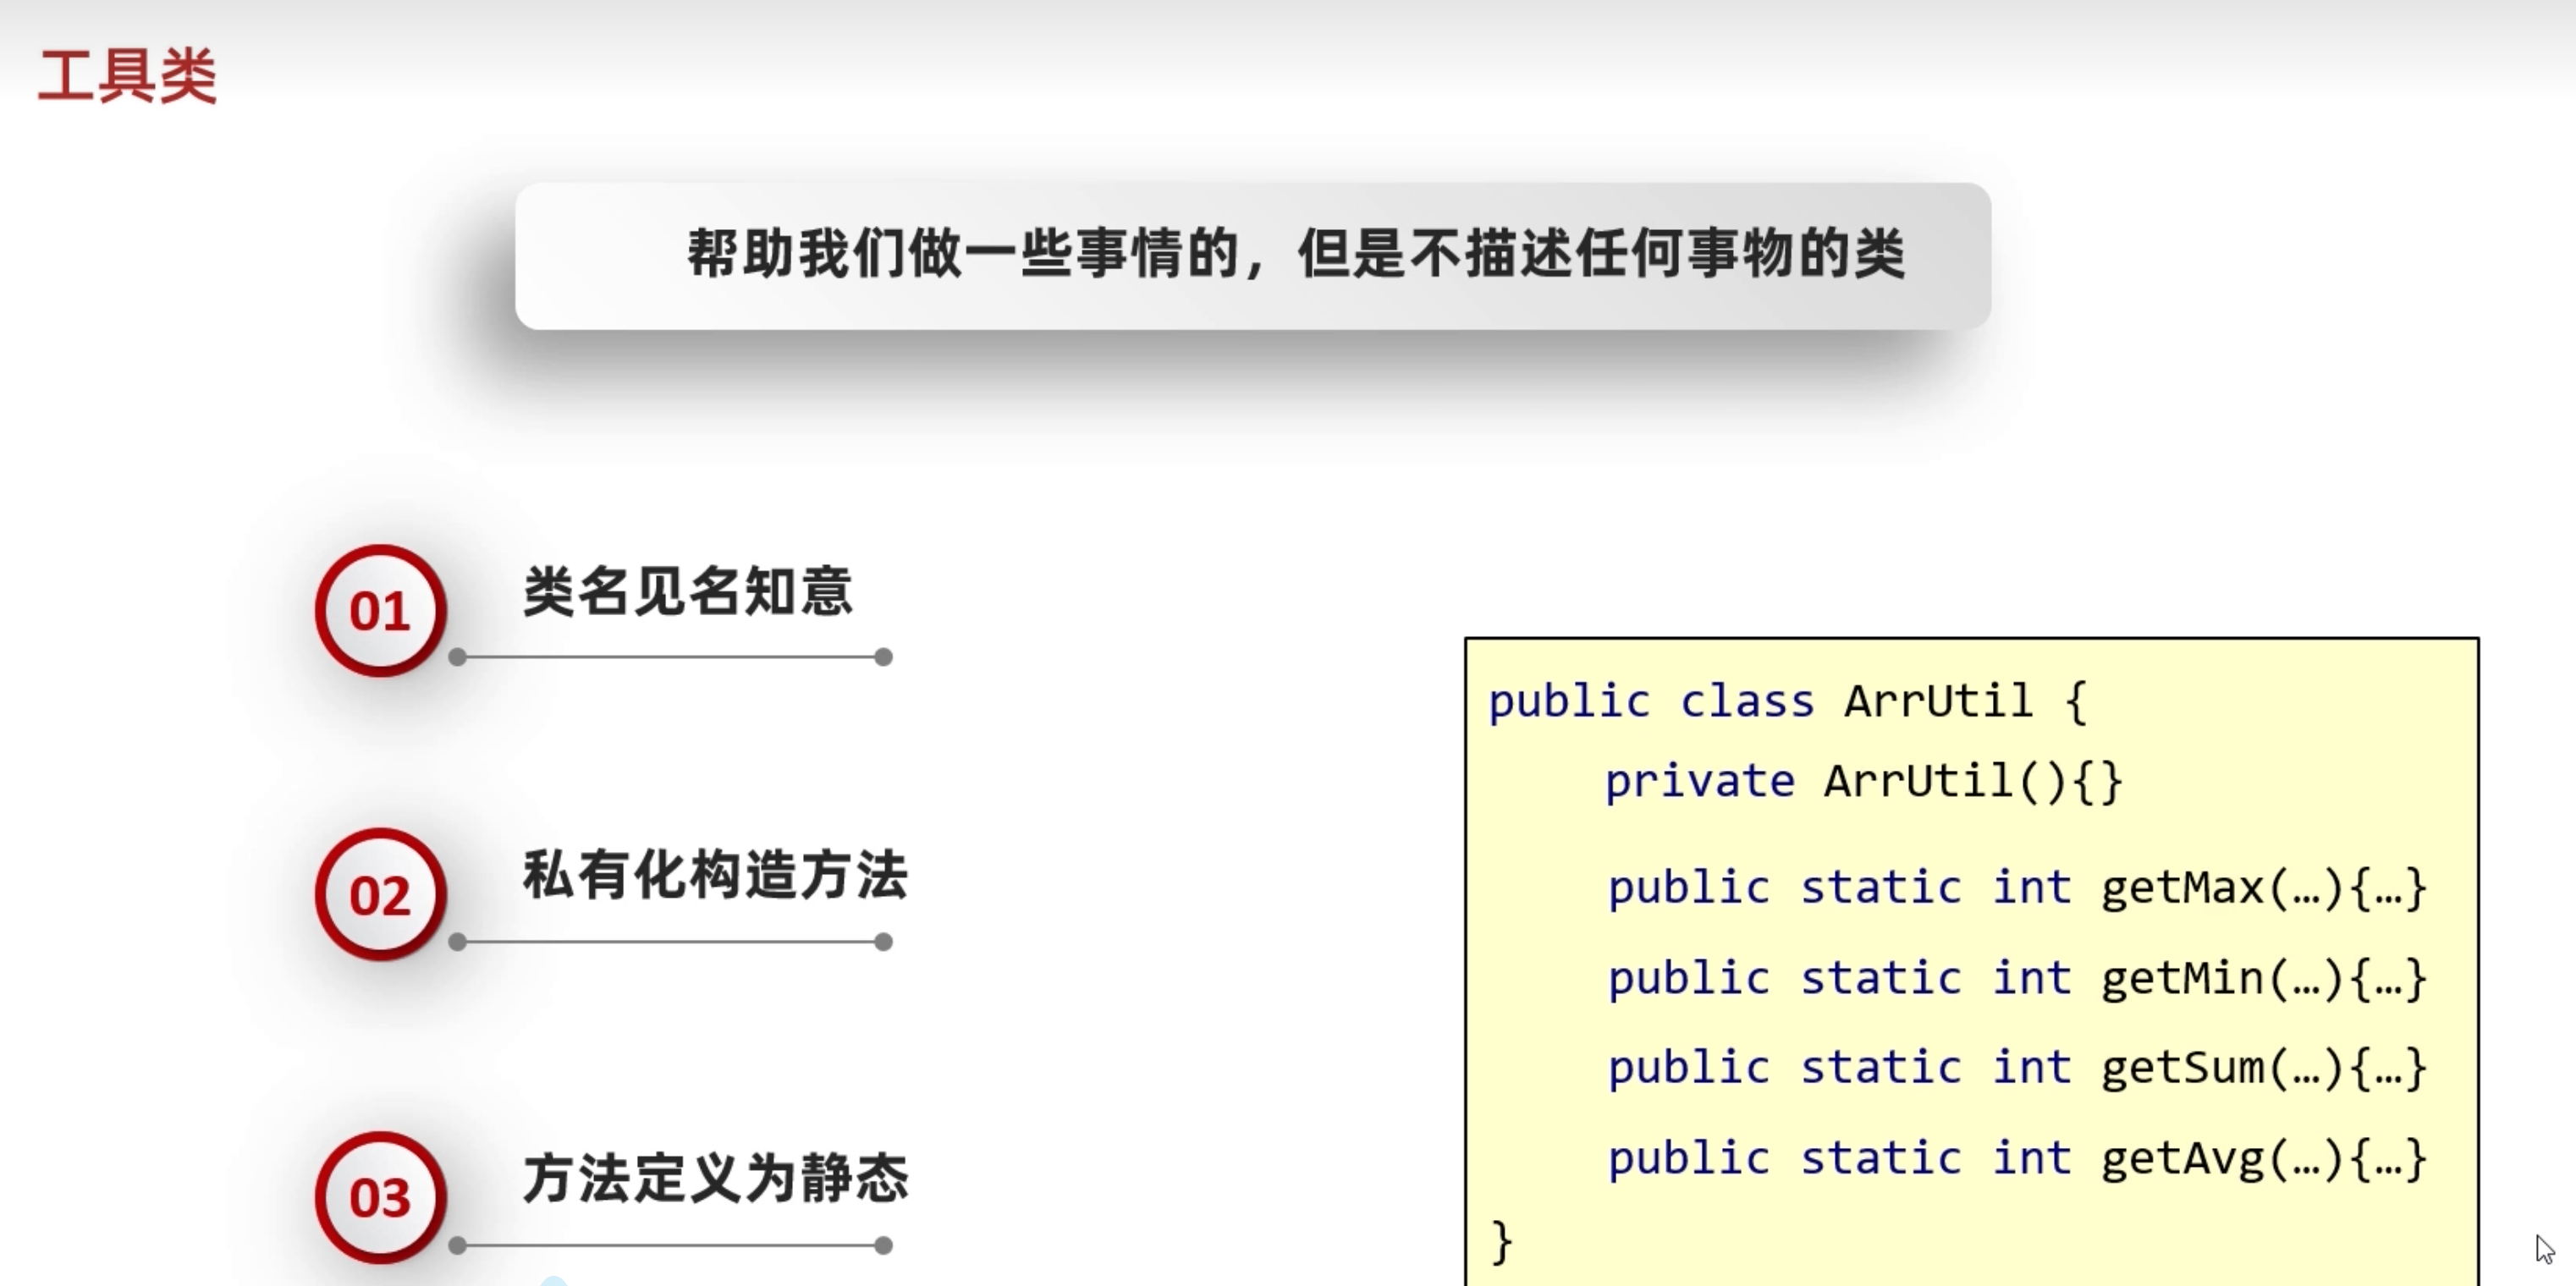 工具类
帮助我们做一些事情的，但是不描述任何事物的类
01
类名见名知意
02
私有化构造方法
03
方法定义为静态
public class ArrUtil {
private ArrUtil(){}
public static int getMax(…){…}
public static int getMin(…){…}
public static int getSum(…){…}
public static int getAvg(…){…}
}